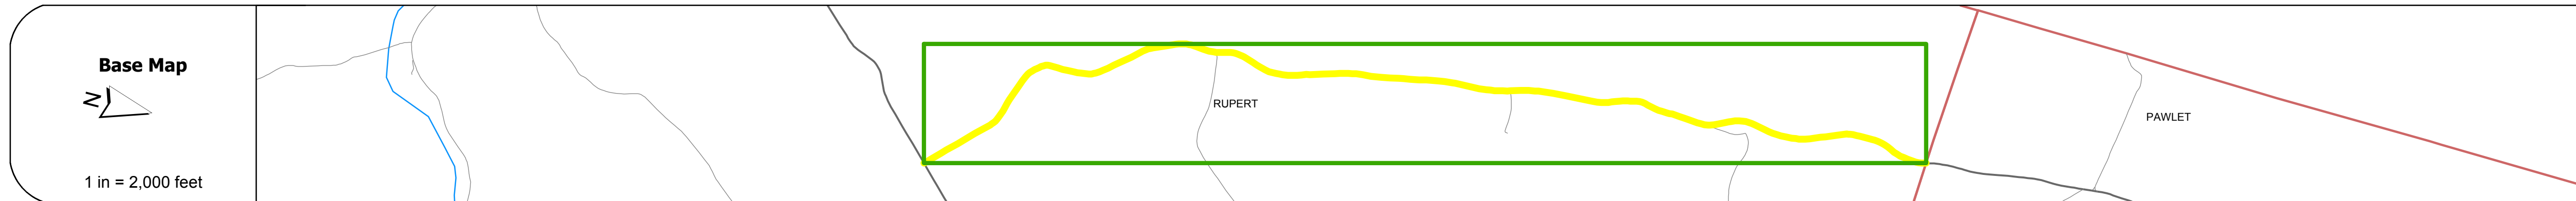 Base Map
N
1 in = 2,000 feet
RUPERT
PAWLET